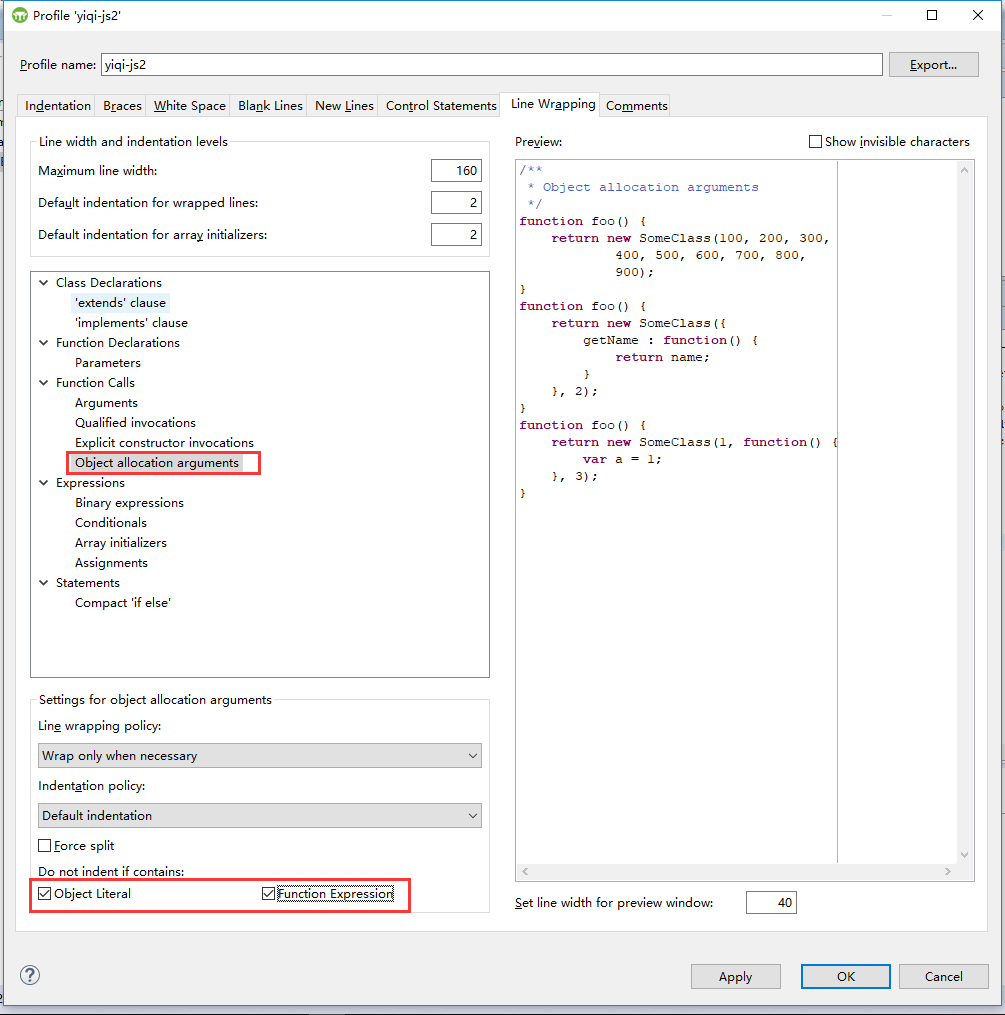 Profile 'yiqi-js2'
Profile name: yiqi-js2 Export...
Indentation Braces White Space Blank Lines New Lines Control Statements Line Wrapping Comments
Line width and indentation levels
Maximum line width: 160
Default indentation for wrapped lines: 2
Default indentation for array initializers: 2
Class Declarations
'extends' clause
'implements' clause
Function Declarations
Parameters
Function Calls
Arguments
Qualified invocations
Explicit constructor invocations
Object allocation arguments
Expressions
Binary expressions
Conditionals
Array initializers
Assignments
Statements
Compact 'if else'
Settings for object allocation arguments
Line wrapping policy:
Wrap only when necessary
Indentation policy:
Default indentation
Force split
Do not indent if contains:
Object Literal Function Expression
Preview: Show invisible characters
/**
 * Object allocation arguments
 */
function foo() {
    return new SomeClass(100, 200, 300,
            400, 500, 600, 700, 800,
            900);
}
function foo() {
    return new SomeClass({
        getName : function() {
            return name;
        }
    }, 2);
}
function foo() {
    return new SomeClass(1, function() {
        var a = 1;
    }, 3);
}
Set line width for preview window: 40
? Apply OK Cancel